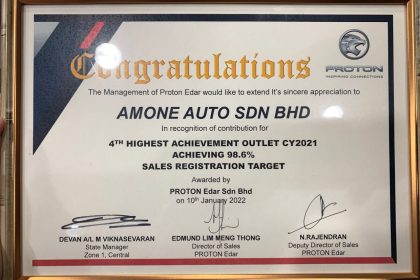 Congratulations
PROTON
INSPIRING CONNECTIONS
The Management of Proton Edar would like to extend It's sincere appreciation to
AMONE AUTO SDN BHD
In recognition of contribution for
4TH HIGHEST ACHIEVEMENT OUTLET CY2021
ACHIEVING 98.6%
SALES REGISTRATION TARGET
Awarded by
PROTON Edar Sdn Bhd
on 10th January 2022
DEVAN A/L M VIKNASEVARAN
State Manager
Zone 1, Central
EDMUND LIM MENG THONG
Director of Sales
PROTON Edar
N.RAJENDRAN
Deputy Director of Sales
PROTON Edar